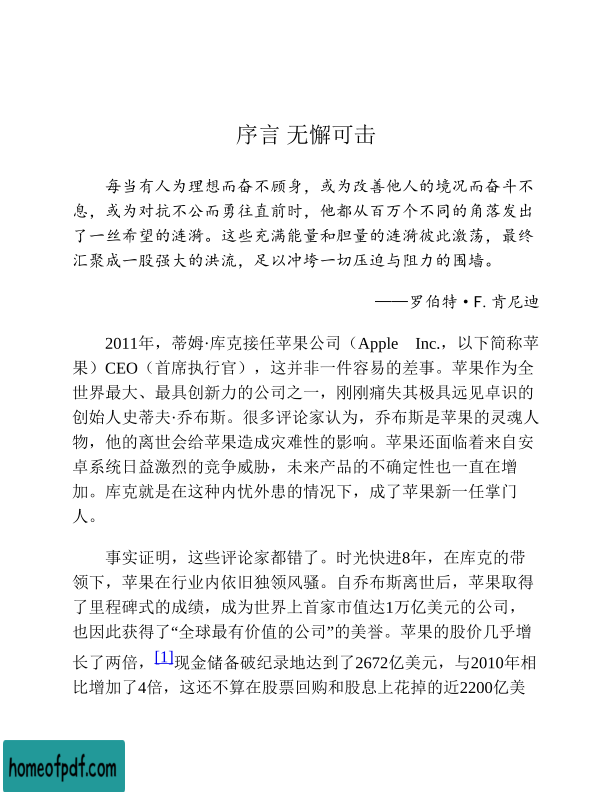 序言 无懈可击
每当有人为理想而奋不顾身，或为改善他人的境况而奋斗不
息，或为对抗不公而勇往直前时，他都从百万个不同的角落发出
了一丝希望的涟漪。这些充满能量和胆量的涟漪彼此激荡，最终
汇聚成一股强大的洪流，足以冲垮一切压迫与阻力的围墙。
——罗伯特·F. 肯尼迪
2011年，蒂姆·库克接任苹果公司（Apple Inc.，以下简称苹
果）CEO（首席执行官），这并非一件容易的差事。苹果作为全
世界最大、最具创新力的公司之一，刚刚痛失其极具远见卓识的
创始人史蒂夫·乔布斯。很多评论家认为，乔布斯是苹果的灵魂人
物，他的离世会给苹果造成灾难性的影响。苹果还面临着来自安
卓系统日益激烈的竞争威胁，未来产品的不确定性也一直在增
加。库克就是在这种内忧外患的情况下，成了苹果新一任掌门
人。
事实证明，这些评论家都错了。时光快进8年，在库克的带
领下，苹果在行业内依旧独领风骚。自乔布斯离世后，苹果取得
了里程碑式的成绩，成为世界上首家市值达1万亿美元的公司，
也因此获得了“全球最有价值的公司”的美誉。苹果的股价几乎增
长了两倍，[1]现金储备破纪录地达到了2672亿美元，与2010年相
比增加了4倍，这还不算在股票回购和股息上花掉的近2200亿美
homeofpdf.com